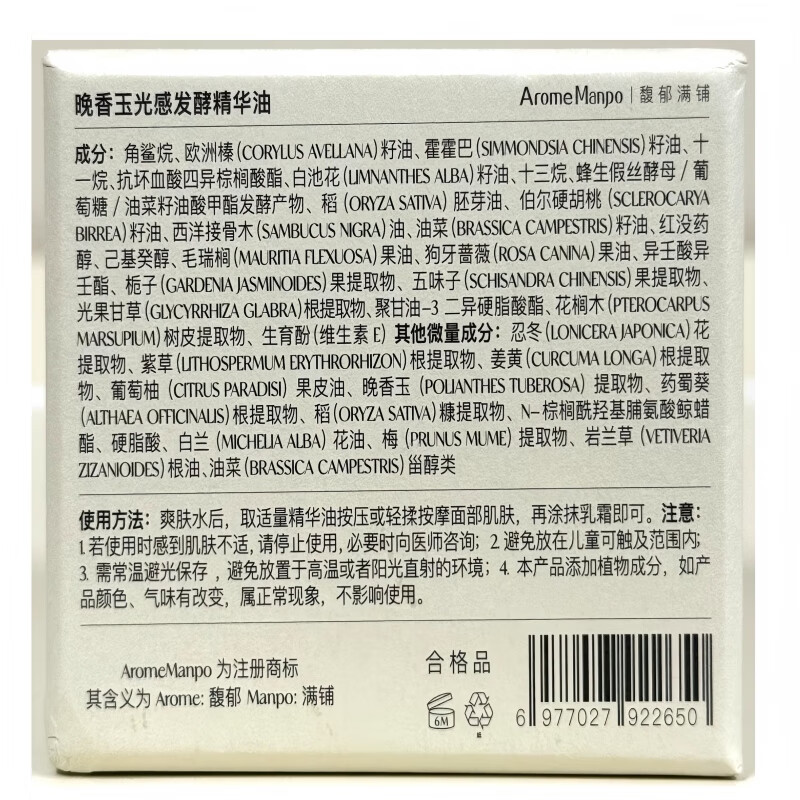 晚香玉光感发酵精华油
AromeManpo | 馥郁满铺
成分：角鲨烷、欧洲榛(CORYLUS AVELLANA)籽油、霍霍巴(SIMMONDSIA CHINENSIS)籽油、十
一烷、抗坏血酸四异棕榈酸酯、白池花(LIMNANTHES ALBA)籽油、十三烷、蜂生假丝酵母/葡
萄糖/油菜籽油酸甲酯发酵产物、稻(ORYZA SATIVA)胚芽油、伯尔硬胡桃(SCLEROCARYA
BIRREA)籽油、西洋接骨木(SAMBUCUS NIGRA)油、油菜(BRASSICA CAMPESTRIS)籽油、红没药
醇、己基癸醇、毛瑞榈(MAURITIA FLEXUOSA)果油、狗牙蔷薇(ROSA CANINA)果油、异壬酸异
壬酯、栀子(GARDENIA JASMINOIDES)果提取物、五味子(SCHISANDRA CHINENSIS)果提取物、
光果甘草(GLYCYRRHIZA GLABRA)根提取物、聚甘油-3 二异硬脂酸酯、花榈木(PTEROCARPUS
MARSUPIUM)树皮提取物、生育酚(维生素 E) 其他微量成分：忍冬(LONICERA JAPONICA)花
提取物、紫草(LITHOSPERMUM ERYTHRORHIZON)根提取物、姜黄(CURCUMA LONGA)根提取
物、葡萄柚(CITRUS PARADISI)果皮油、晚香玉(POLIANTHES TUBEROSA)提取物、药蜀葵
(ALTHAEA OFFICINALIS)根提取物、稻(ORYZA SATIVA)糠提取物、N-棕榈酰羟基脯氨酸鲸蜡
酯、硬脂酸、白兰(MICHELIA ALBA)花油、梅(PRUNUS MUME)提取物、岩兰草(VETIVERIA
ZIZANIOIDES)根油、油菜(BRASSICA CAMPESTRIS)甾醇类
使用方法：爽肤水后，取适量精华油按压或轻揉按摩面部肌肤，再涂抹乳霜即可。注意：
1.若使用时感到肌肤不适，请停止使用，必要时向医师咨询；2.避免放在儿童可触及范围内；
3.需常温避光保存，避免放置于高温或者阳光直射的环境；4.本产品添加植物成分，如产
品颜色、气味有改变，属正常现象，不影响使用。
AromeManpo 为注册商标
其含义为 Arome: 馥郁 Manpo: 满铺
合格品
6M
纸
6 977027 922650